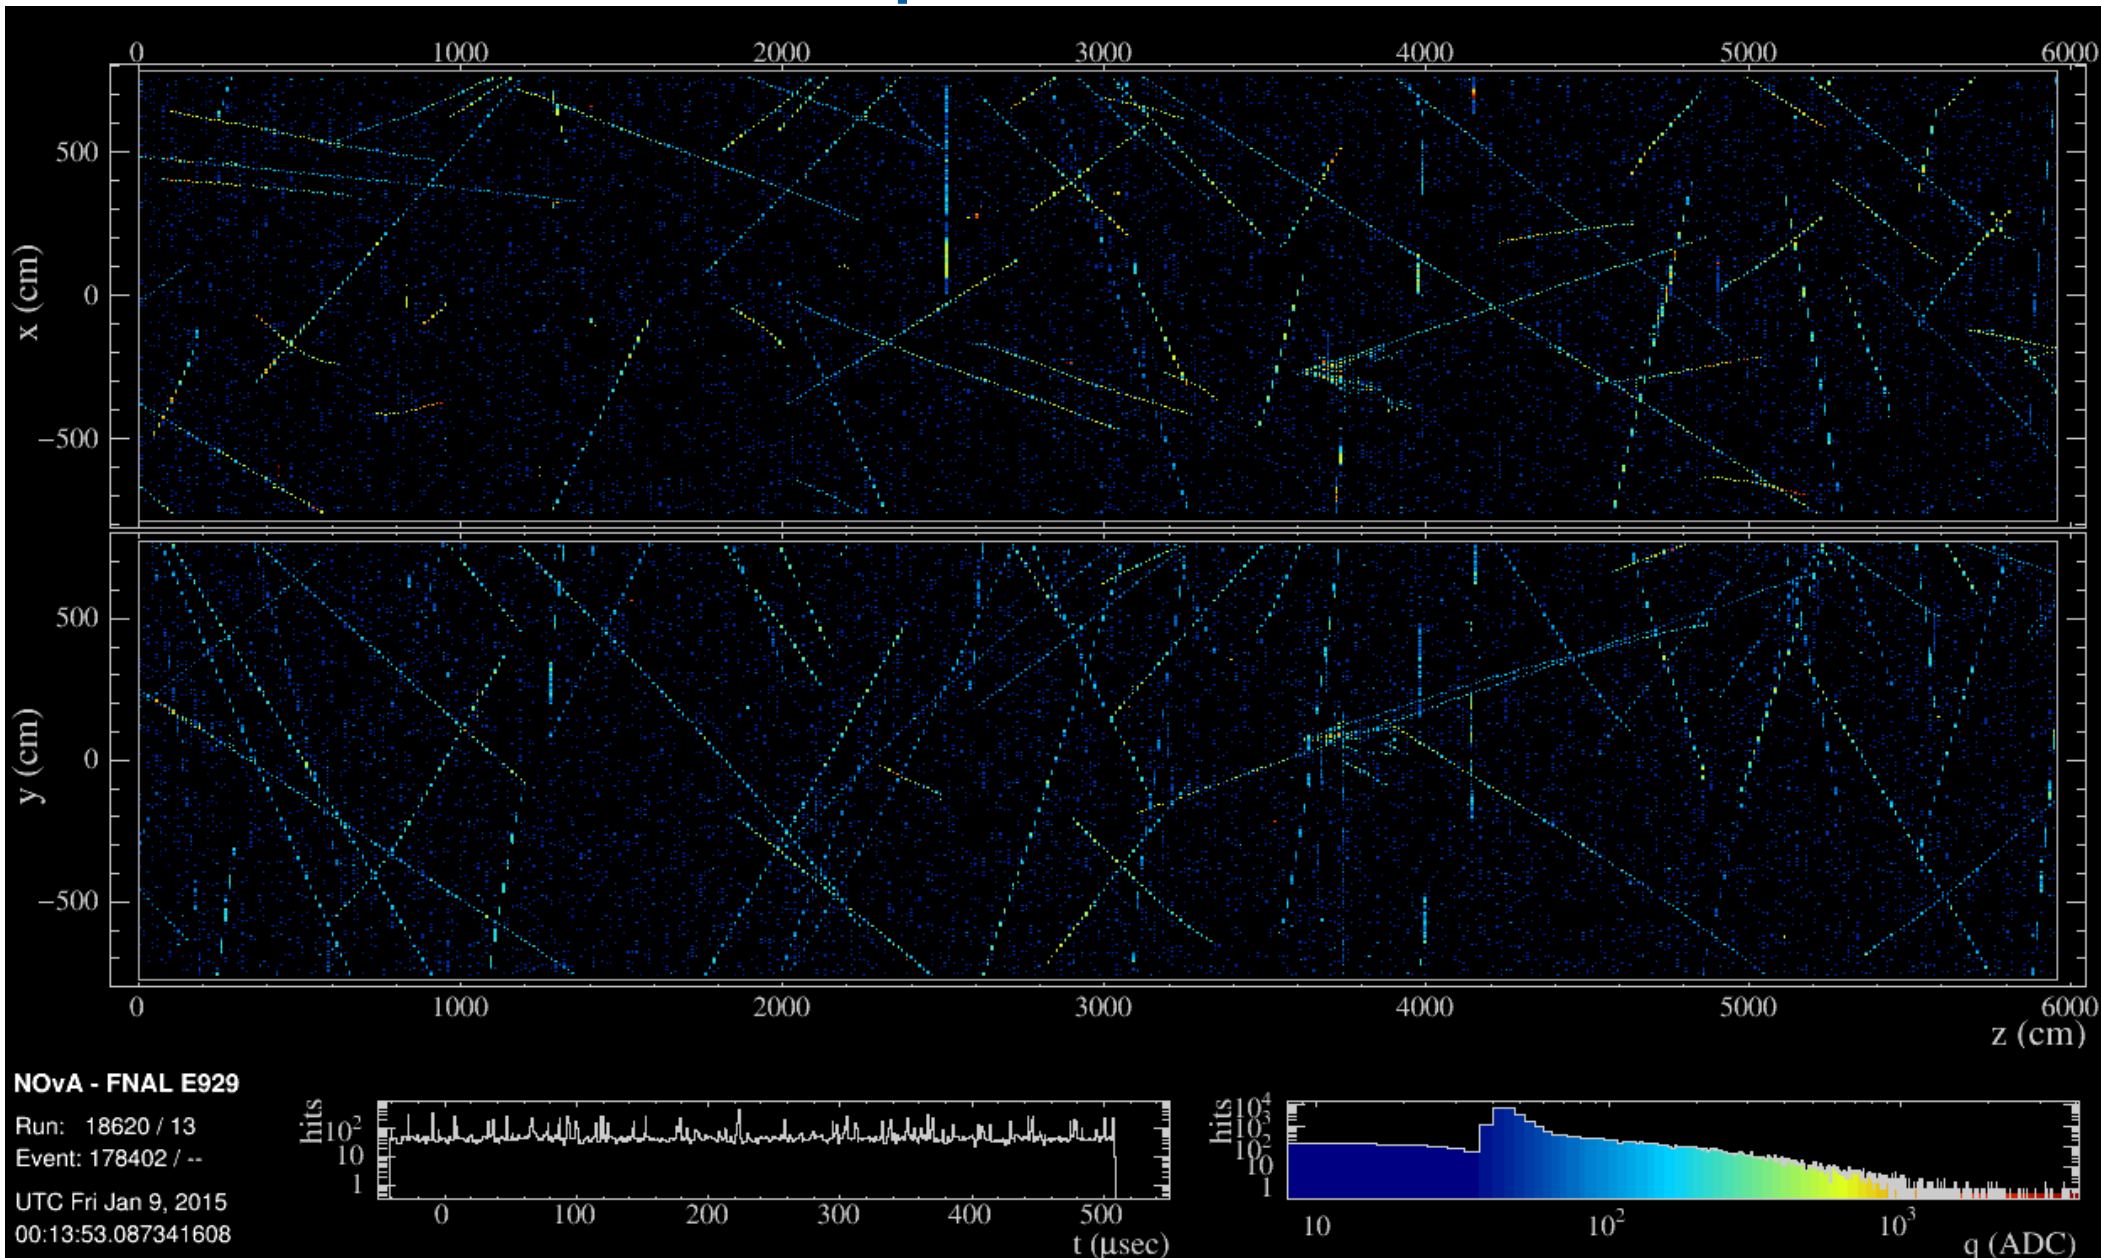 0 1000 2000 3000 4000 5000 6000
500
0
−500
x (cm)
500
0
−500
y (cm)
0 1000 2000 3000 4000 5000 6000
z (cm)
NOvA - FNAL E929
Run: 18620 / 13
Event: 178402 / --
UTC Fri Jan 9, 2015
00:13:53.087341608
hits
10²
10
1
0 100 200 300 400 500
t (μsec)
hits
10⁴
10³
10²
10
1
10 10² 10³
q (ADC)